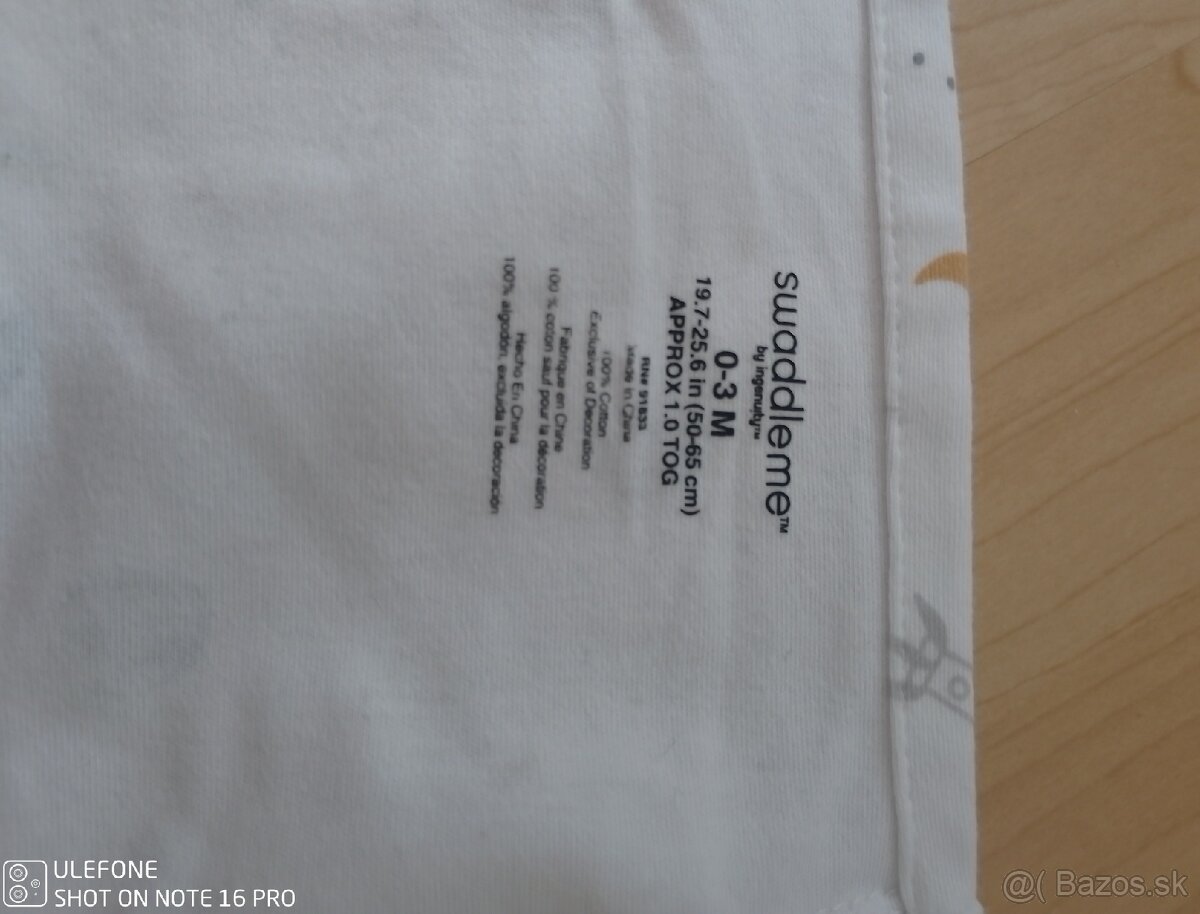 swaddleme™
by ingenuity™
0-3 M
19.7-25.6 in (50-65 cm)
APPROX 1.0 TOG
RN# 91833
Made in China
100% Cotton
Exclusive of Decoration
Fabriqué en Chine
100 % coton sauf pour la décoration
Hecho En China
100% algodón, excluida la decoración
ULEFONE
SHOT ON NOTE 16 PRO
@( Bazos.sk